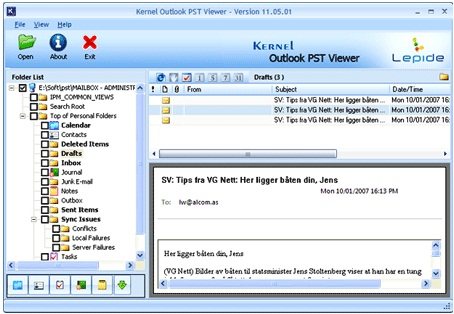 Kernel Outlook PST Viewer - Version 11.05.01
File View Help
Open About Exit
KERNEL
Outlook PST Viewer
Lepide
Folder List
E:\Soft\pst\MAILBOX - ADMINISTR
IPM_COMMON_VIEWS
Search Root
Top of Personal Folders
Calendar
Contacts
Deleted Items
Drafts
Inbox
Journal
Junk E-mail
Notes
Outbox
Sent Items
Sync Issues
Conflicts
Local Failures
Server Failures
Tasks
1 5 7 31 Drafts (3 )
! From Subject Date/Time
SV: Tips fra VG Nett: Her ligger båten ... Mon 10/01/2007 16:
SV: Tips fra VG Nett: Her ligger båten ... Mon 10/01/2007 16:
SV: Tips fra VG Nett: Her ligger båten din, ... Mon 10/01/2007 16:
SV: Tips fra VG Nett: Her ligger båten din, Jens
Mon 10/01/2007 16:13 PM
To: lw@alcom.as
Her ligger båten din, Jens
(VG Nett) Bilder av båten til statsminister Jens Stoltenberg viser at han har en tung